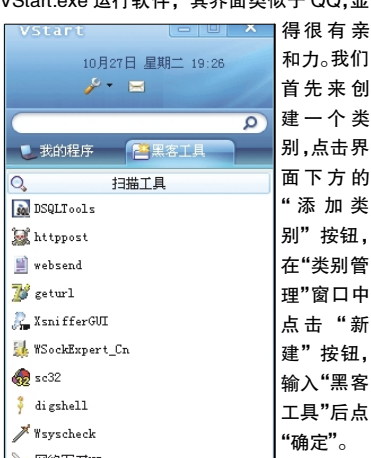 VStart.exe 运行软件，其界面类似于 QQ,显
得很有亲
和力。我们
首先来创
建一个类
别,点击界
面下方的
“添加类
别”按钮，
在“类别管
理”窗口中
点击“新
建”按钮，
输入“黑客
工具”后点
“确定”。
VStart
10月27日 星期二 19:26
我的程序 黑客工具
扫描工具
DSQLTools
httppost
websend
geturl
XsnifferGUI
WSockExpert_Cn
sc32
digshell
Wsyscheck